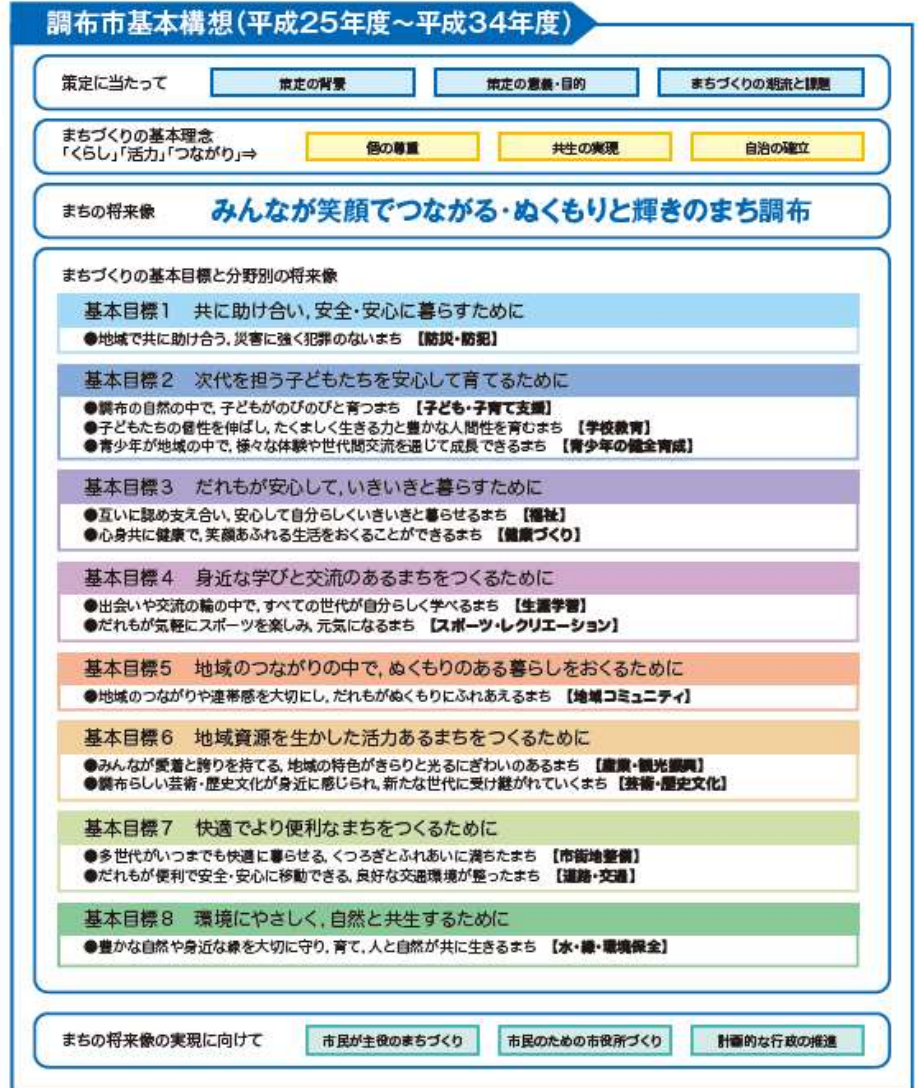 調布市基本構想(平成25年度～平成34年度)
策定に当たって 策定の背景 策定の意義・目的 まちづくりの潮流と課題
まちづくりの基本理念
「くらし」「活力」「つながり」⇒ 個の尊重 共生の実現 自治の確立
まちの将来像 みんなが笑顔でつながる・ぬくもりと輝きのまち調布
まちづくりの基本目標と分野別の将来像
基本目標1 共に助け合い,安全・安心に暮らすために
●地域で共に助け合う,災害に強く犯罪のないまち 【防災・防犯】
基本目標2 次代を担う子どもたちを安心して育てるために
●調布の自然の中で,子どもがのびのびと育つまち 【子ども・子育て支援】
●子どもたちの個性を伸ばし,たくましく生きる力と豊かな人間性を育むまち 【学校教育】
●青少年が地域の中で,様々な体験や世代間交流を通じて成長できるまち 【青少年の健全育成】
基本目標3 だれもが安心して,いきいきと暮らすために
●互いに認め支え合い,安心して自分らしくいきいきと暮らせるまち 【福祉】
●心身共に健康で,笑顔あふれる生活をおくることができるまち 【健康づくり】
基本目標4 身近な学びと交流のあるまちをつくるために
●出会いや交流の輪の中で,すべての世代が自分らしく学べるまち 【生涯学習】
●だれもが気軽にスポーツを楽しみ,元気になるまち 【スポーツ・レクリエーション】
基本目標5 地域のつながりの中で,ぬくもりのある暮らしをおくるために
●地域のつながりや連帯感を大切にし,だれもがぬくもりにふれあえるまち 【地域コミュニティ】
基本目標6 地域資源を生かした活力あるまちをつくるために
●みんなが愛着と誇りを持てる,地域の特色がきらりと光るにぎわいのあるまち 【産業・観光振興】
●調布らしい芸術・歴史文化が身近に感じられ,新たな世代に受け継がれていくまち 【芸術・歴史文化】
基本目標7 快適でより便利なまちをつくるために
●多世代がいつまでも快適に暮らせる,くつろぎとふれあいに満ちたまち 【市街地整備】
●だれもが便利で安全・安心に移動できる,良好な交通環境が整ったまち 【道路・交通】
基本目標8 環境にやさしく,自然と共生するために
●豊かな自然や身近な緑を大切に守り,育て,人と自然が共に生きるまち 【水・緑・環境保全】
まちの将来像の実現に向けて 市民が主役のまちづくり 市民のための市役所づくり 計画的な行政の推進